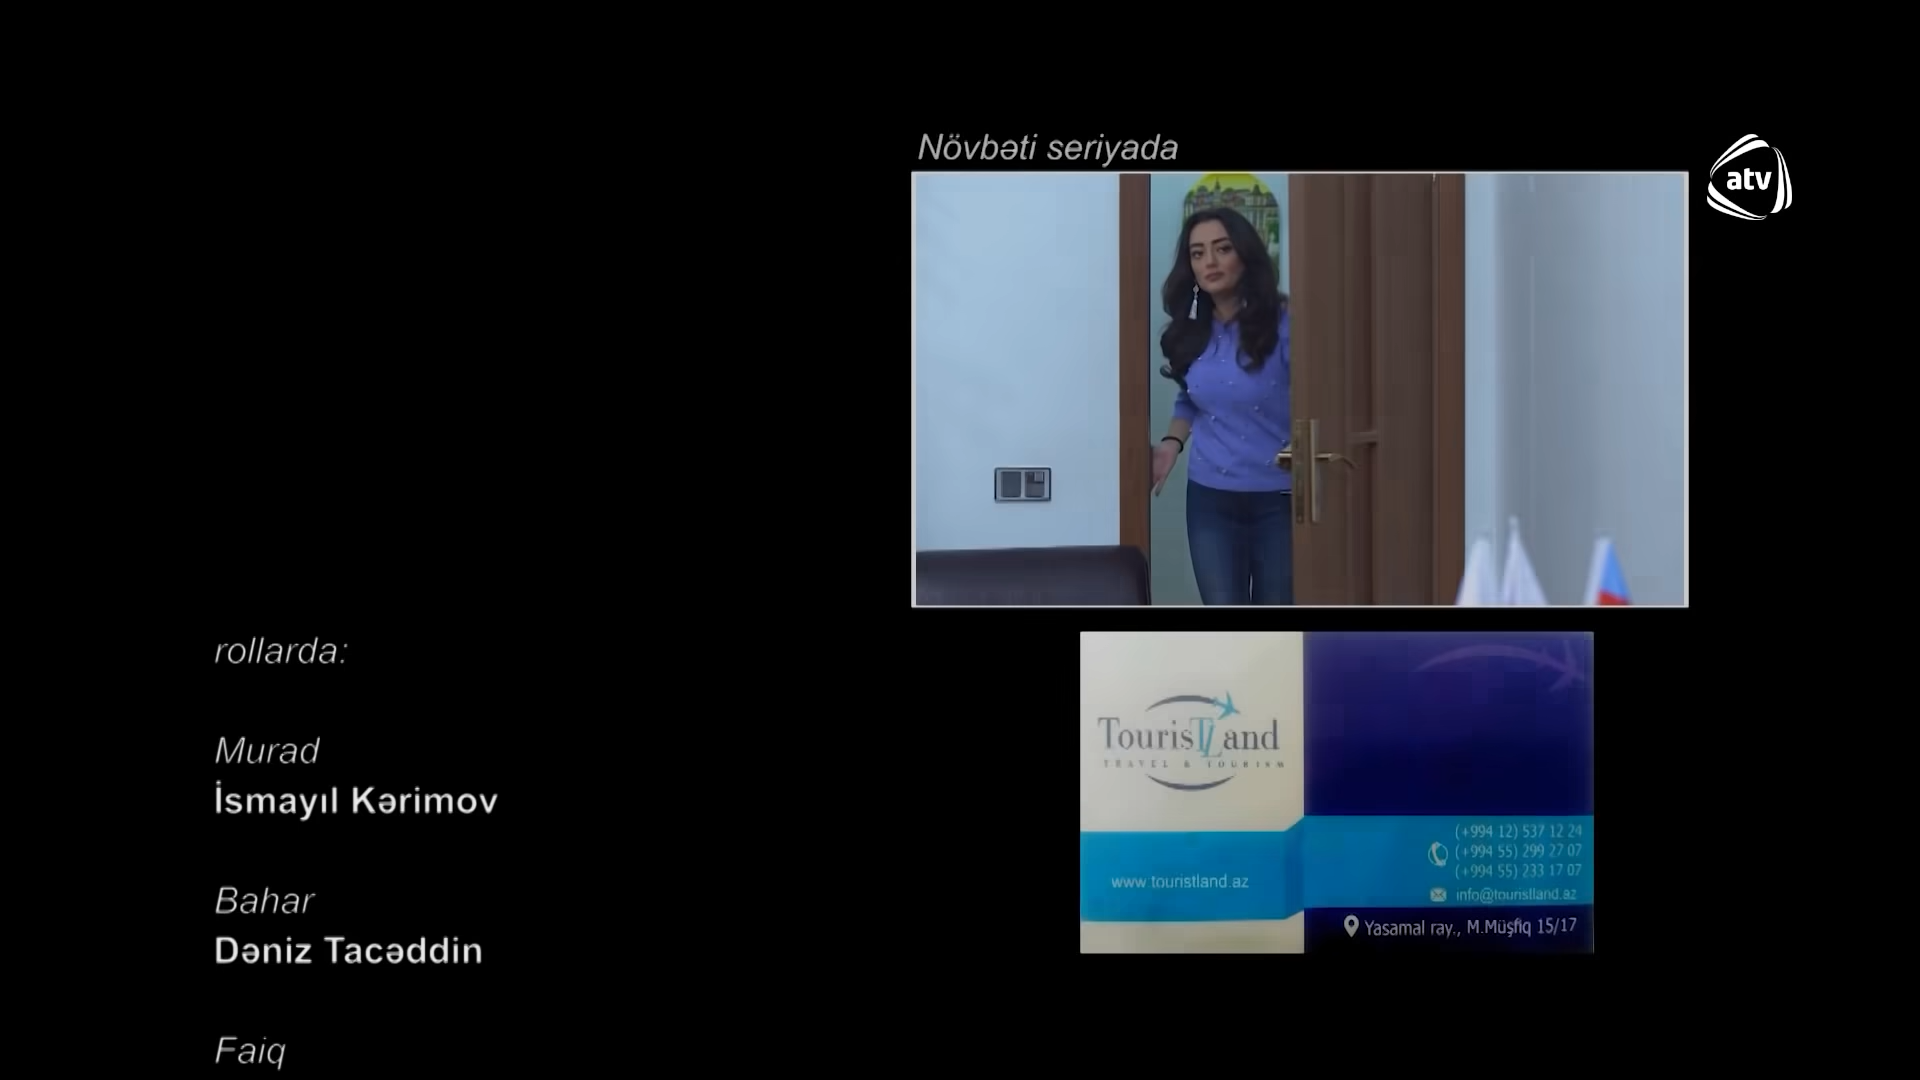 Növbəti seriyada
atv
rollarda:
Murad
İsmayıl Kərimov
Bahar
Dəniz Tacəddin
Faiq
TourisTLand
TRAVEL & TOURISM
www.touristland.az
(+994 12) 537 12 24
(+994 55) 299 27 07
(+994 55) 233 17 07
info@touristland.az
Yasamal ray., M.Müşfiq 15/17